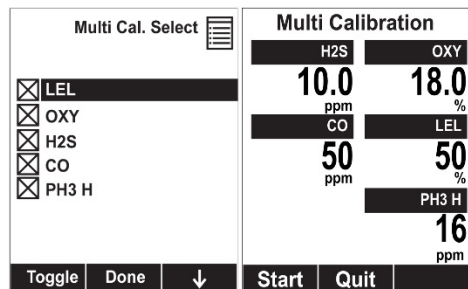 Multi Cal. Select
LEL
OXY
H2S
CO
PH3 H
Toggle Done ↓
Multi Calibration
H2S OXY
10.0 18.0
ppm %
CO LEL
50 50
ppm %
PH3 H
16
ppm
Start Quit